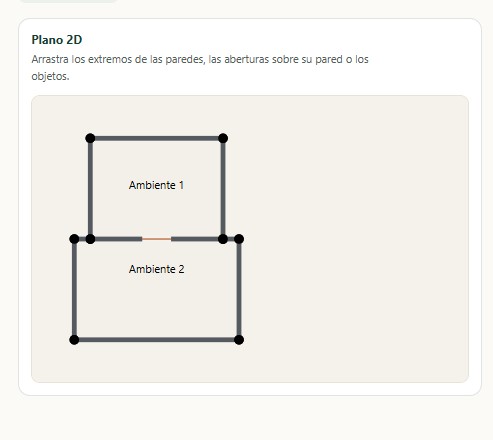 Plano 2D
Arrastra los extremos de las paredes, las aberturas sobre su pared o los
objetos.
Ambiente 1
Ambiente 2